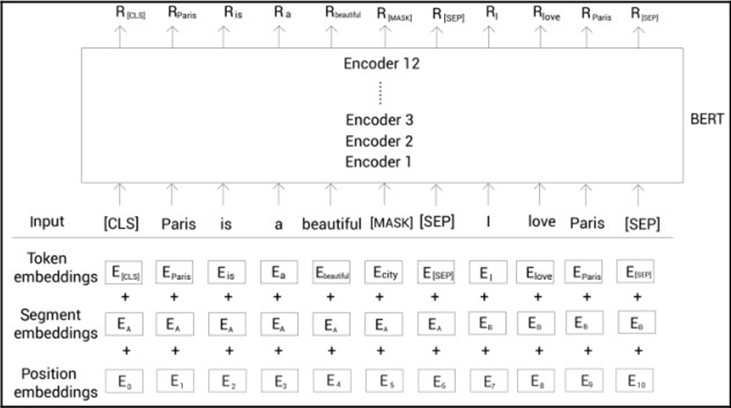 R[CLS] RParis Ris Ra Rbeautiful R[MASK] R[SEP] RI Rlove RParis R[SEP]
Encoder 12
Encoder 3
BERT
Encoder 2
Encoder 1
Input [CLS] Paris is a beautiful [MASK] [SEP] I love Paris [SEP]
Token embeddings E[CLS] EParis Eis Ea Ebeautiful Ecity E[SEP] EI Elove EParis E[SEP]
+ + + + + + + + + + +
Segment embeddings EA EA EA EA EA EA EA EB EB EB EB
+ + + + + + + + + + +
Position embeddings E0 E1 E2 E3 E4 E5 E6 E7 E8 E9 E10